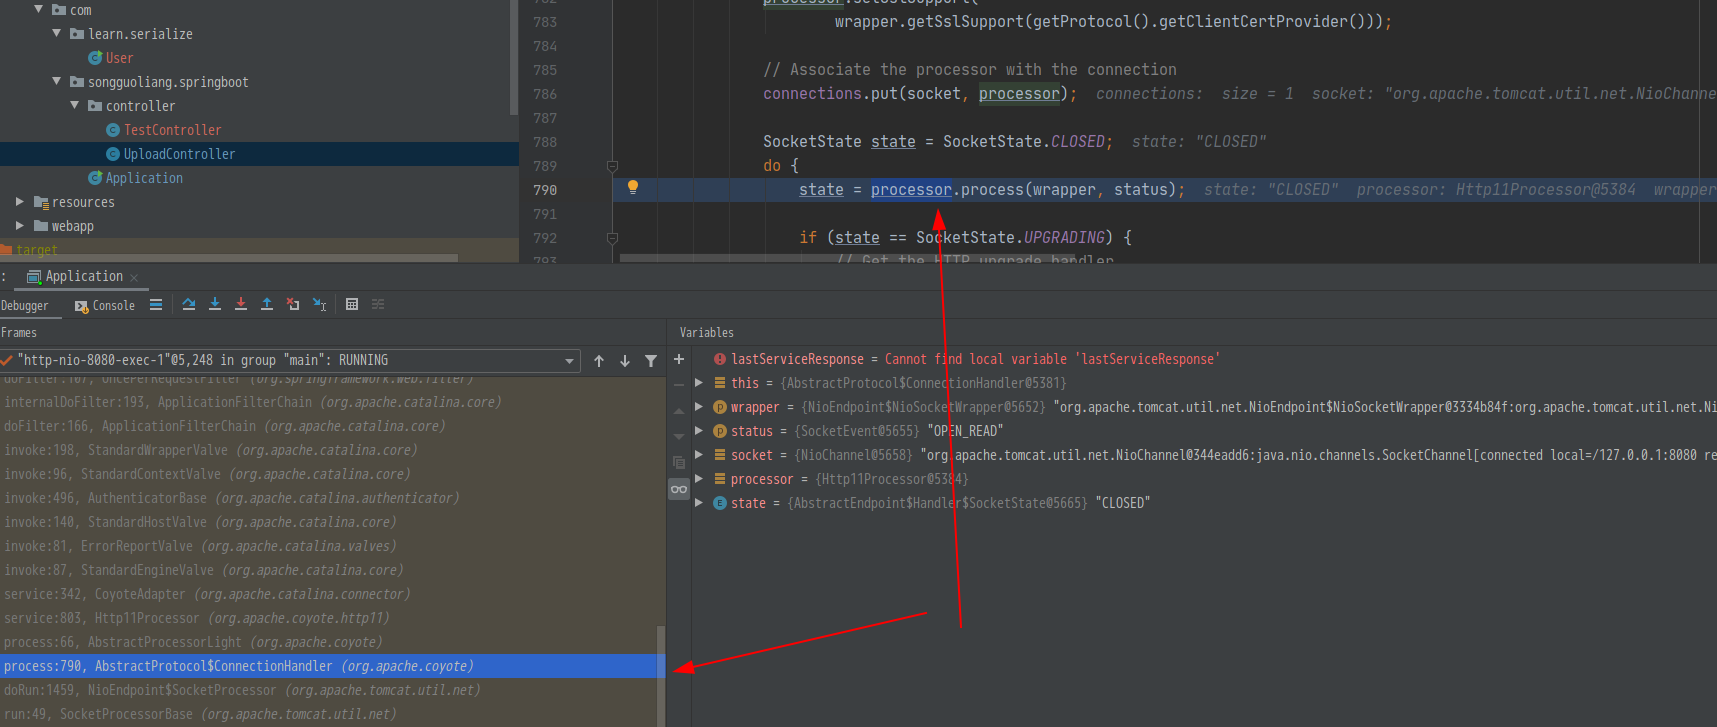 com
learn.serialize
User
songguoliang.springboot
controller
TestController
UploadController
Application
resources
webapp
target
783 wrapper.getSslSupport(getProtocol().getClientCertProvider()));
784
785 // Associate the processor with the connection
786 connections.put(socket, processor); connections: size = 1 socket: "org.apache.tomcat.util.net.NioChanne
787
788 SocketState state = SocketState.CLOSED; state: "CLOSED"
789 do {
790 state = processor.process(wrapper, status); state: "CLOSED" processor: Http11Processor@5384 wrapper
791
792 if (state == SocketState.UPGRADING) {
793 // Get the HTTP upgrade handler
: Application
Debugger Console
Frames
"http-nio-8080-exec-1"@5,248 in group "main": RUNNING
doFilter:107, OncePerRequestFilter (org.springframework.web.filter)
internalDoFilter:193, ApplicationFilterChain (org.apache.catalina.core)
doFilter:166, ApplicationFilterChain (org.apache.catalina.core)
invoke:198, StandardWrapperValve (org.apache.catalina.core)
invoke:96, StandardContextValve (org.apache.catalina.core)
invoke:496, AuthenticatorBase (org.apache.catalina.authenticator)
invoke:140, StandardHostValve (org.apache.catalina.core)
invoke:81, ErrorReportValve (org.apache.catalina.valves)
invoke:87, StandardEngineValve (org.apache.catalina.core)
service:342, CoyoteAdapter (org.apache.catalina.connector)
service:803, Http11Processor (org.apache.coyote.http11)
process:66, AbstractProcessorLight (org.apache.coyote)
process:790, AbstractProtocol$ConnectionHandler (org.apache.coyote)
doRun:1459, NioEndpoint$SocketProcessor (org.apache.tomcat.util.net)
run:49, SocketProcessorBase (org.apache.tomcat.util.net)
Variables
lastServiceResponse = Cannot find local variable 'lastServiceResponse'
this = {AbstractProtocol$ConnectionHandler@5381}
wrapper = {NioEndpoint$NioSocketWrapper@5652} "org.apache.tomcat.util.net.NioEndpoint$NioSocketWrapper@3334b84f:org.apache.tomcat.util.net.Ni
status = {SocketEvent@5655} "OPEN_READ"
socket = {NioChannel@5658} "org.apache.tomcat.util.net.NioChannel@344eadd6:java.nio.channels.SocketChannel[connected local=/127.0.0.1:8080 re
processor = {Http11Processor@5384}
state = {AbstractEndpoint$Handler$SocketState@5665} "CLOSED"